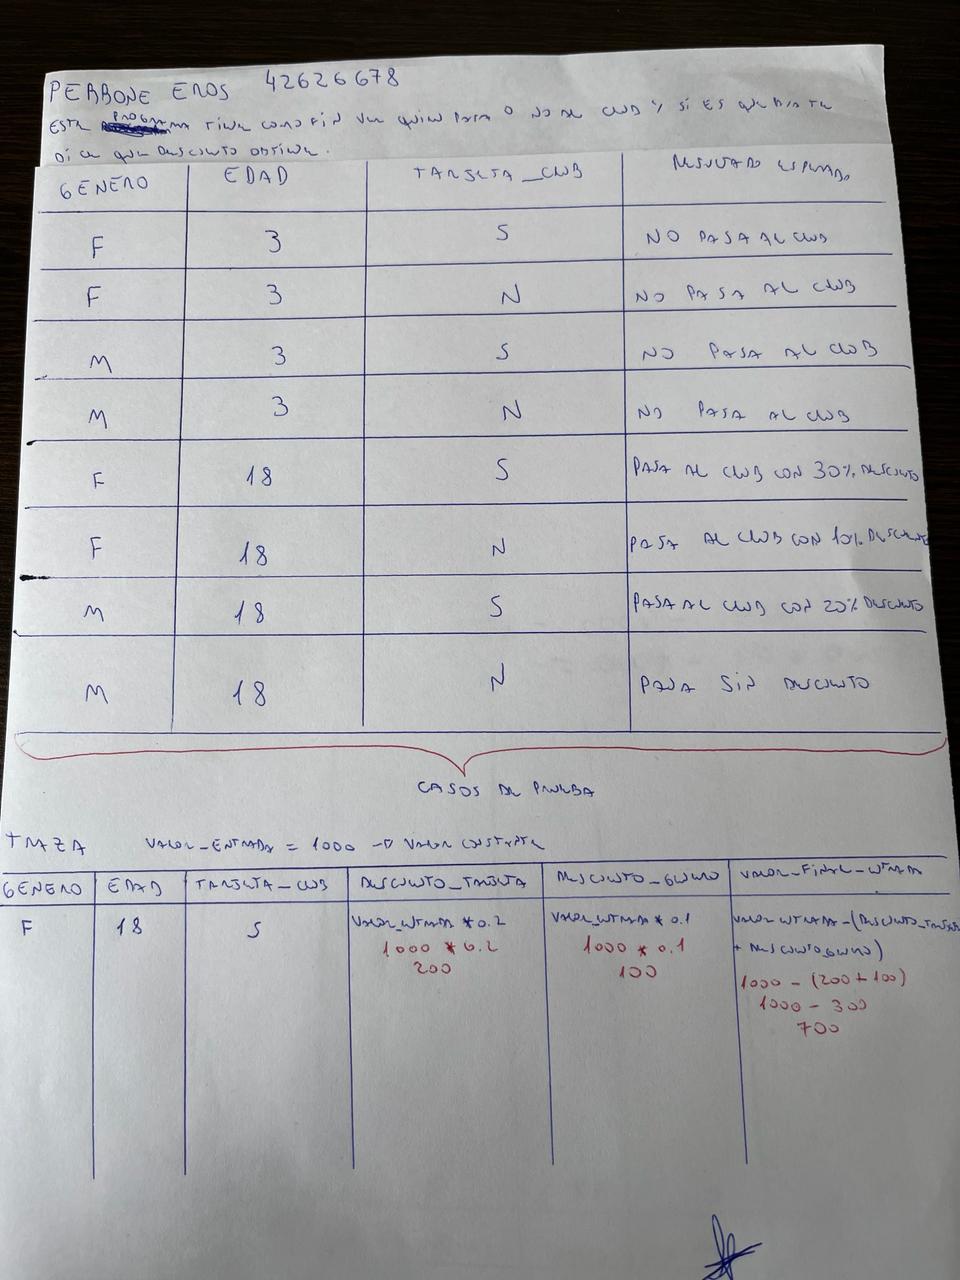 PERRONE EROS 42626678
ESTE PROGRAMA TIENE COMO FIN VER QUIEN PASA O NO AL CLUB Y SI ES QUE PASA TE
DICE QUE DESCUENTO OBTIENE.
GENERO EDAD TARJETA_CLUB RESULTADO ESPERADO
F 3 S NO PASA AL CLUB
F 3 N NO PASA AL CLUB
M 3 S NO PASA AL CLUB
M 3 N NO PASA AL CLUB
F 18 S PASA AL CLUB CON 30% DESCUENTO
F 18 N PASA AL CLUB CON 10% DESCUENTO
M 18 S PASA AL CLUB CON 20% DESCUENTO
M 18 N PASA SIN DESCUENTO
CASOS DE PRUEBA
TRAZA VALOR_ENTRADA = 1000 → VALOR CONSTANTE
GENERO EDAD TARJETA_CLUB DESCUENTO_TARJETA DESCUENTO_GENERO VALOR_FINAL_ENTRADA
F 18 S VALOR_ENTRADA * 0.2 VALOR_ENTRADA * 0.1 VALOR ENTRADA - (DESCUENTO_TARJETA
+ DESCUENTO_GENERO)
1000 * 0.2 1000 * 0.1 1000 - (200 + 100)
200 100 1000 - 300
700